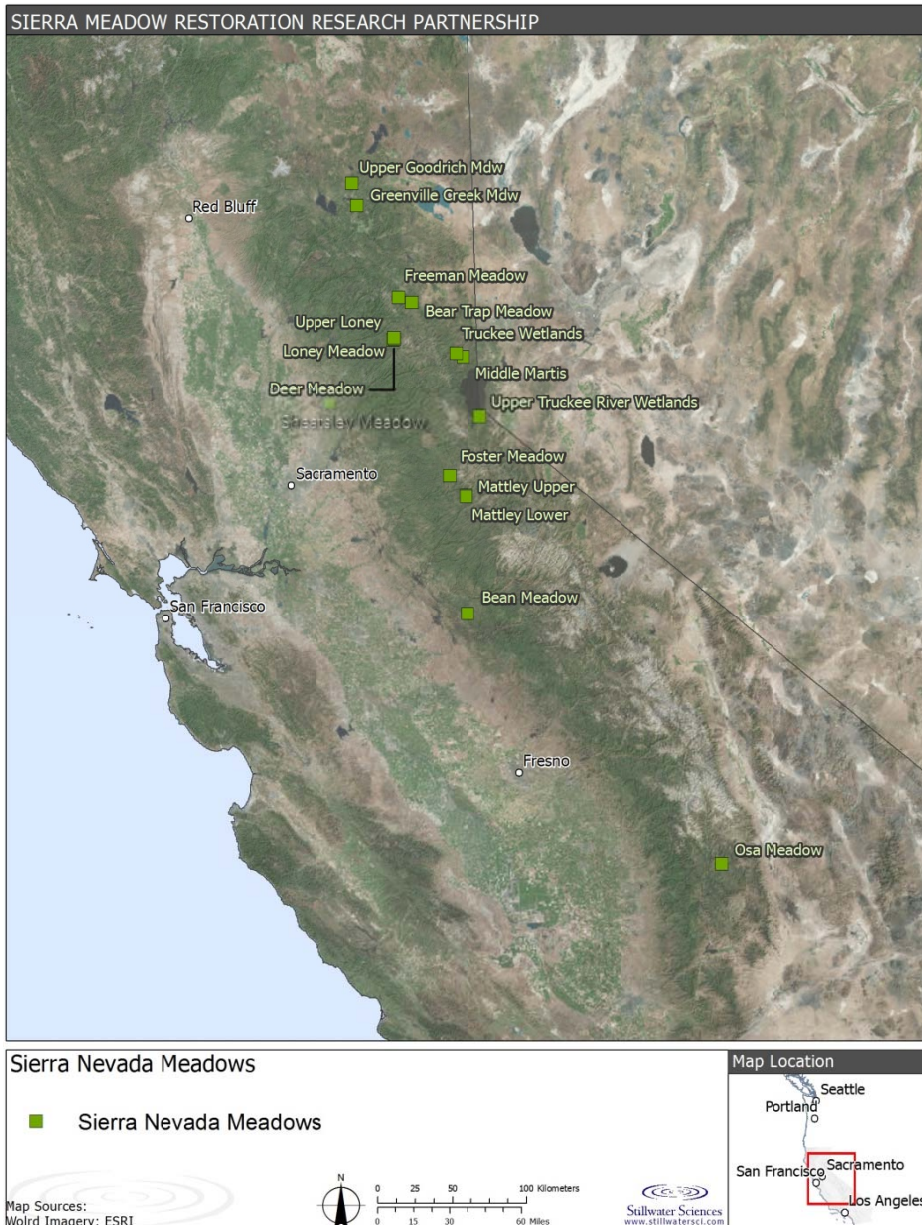 SIERRA MEADOW RESTORATION RESEARCH PARTNERSHIP
Upper Goodrich Mdw
Greenville Creek Mdw
Red Bluff
Freeman Meadow
Bear Trap Meadow
Upper Loney
Truckee Wetlands
Loney Meadow
Middle Martis
Deer Meadow
Upper Truckee River Wetlands
Foster Meadow
Sacramento
Mattley Upper
Mattley Lower
Bean Meadow
San Francisco
Fresno
Osa Meadow
Sierra Nevada Meadows
Sierra Nevada Meadows
Map Sources:
Wolrd Imagery: ESRI
N
0 25 50 100 Kilometers
0 15 30 60 Miles
Stillwater Sciences
www.stillwatersci.com
Map Location
Seattle
Portland
Sacramento
San Francisco
Los Angeles